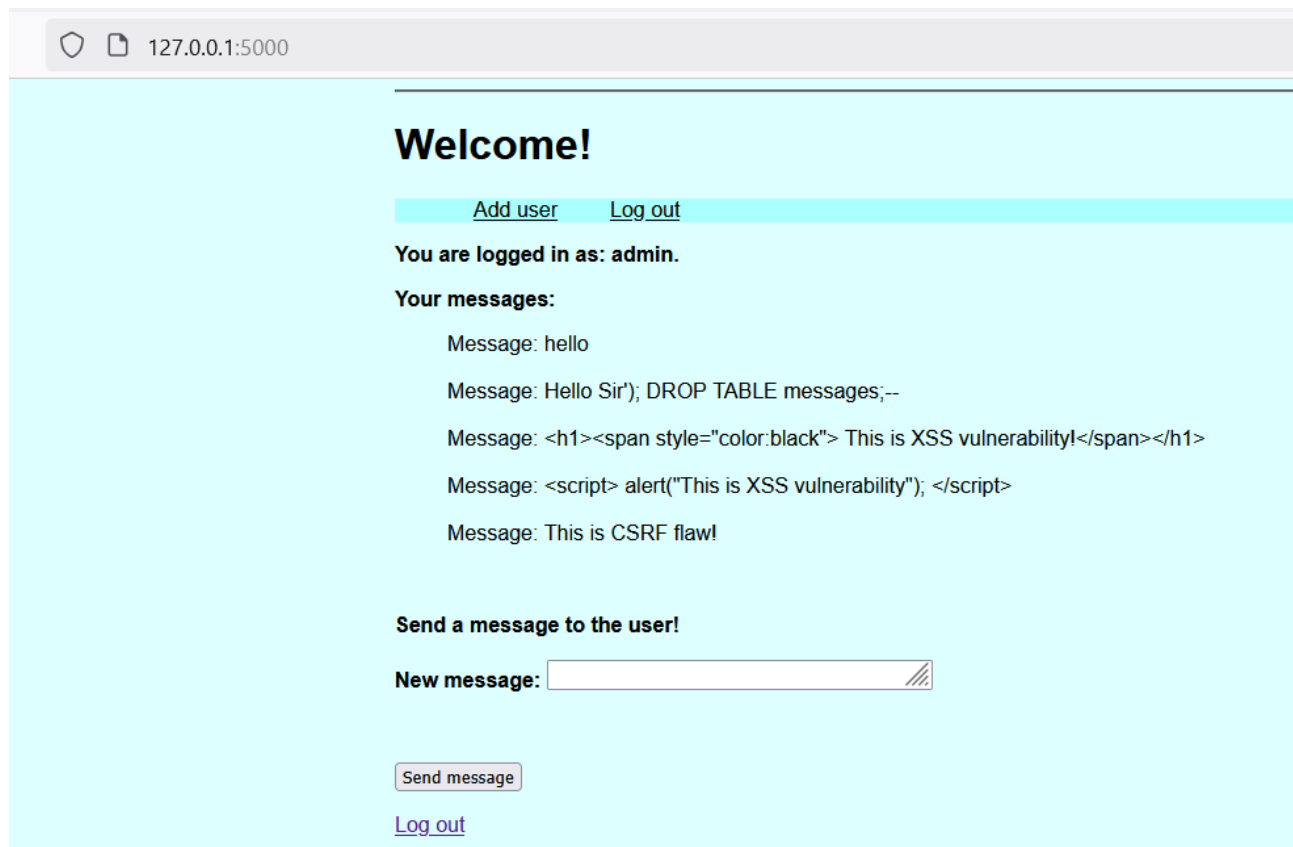 127.0.0.1:5000
Welcome!
Add user Log out
You are logged in as: admin.
Your messages:
Message: hello
Message: Hello Sir'); DROP TABLE messages;--
Message: <h1><span style="color:black"> This is XSS vulnerability!</span></h1>
Message: <script> alert("This is XSS vulnerability"); </script>
Message: This is CSRF flaw!
Send a message to the user!
New message:
Send message
Log out